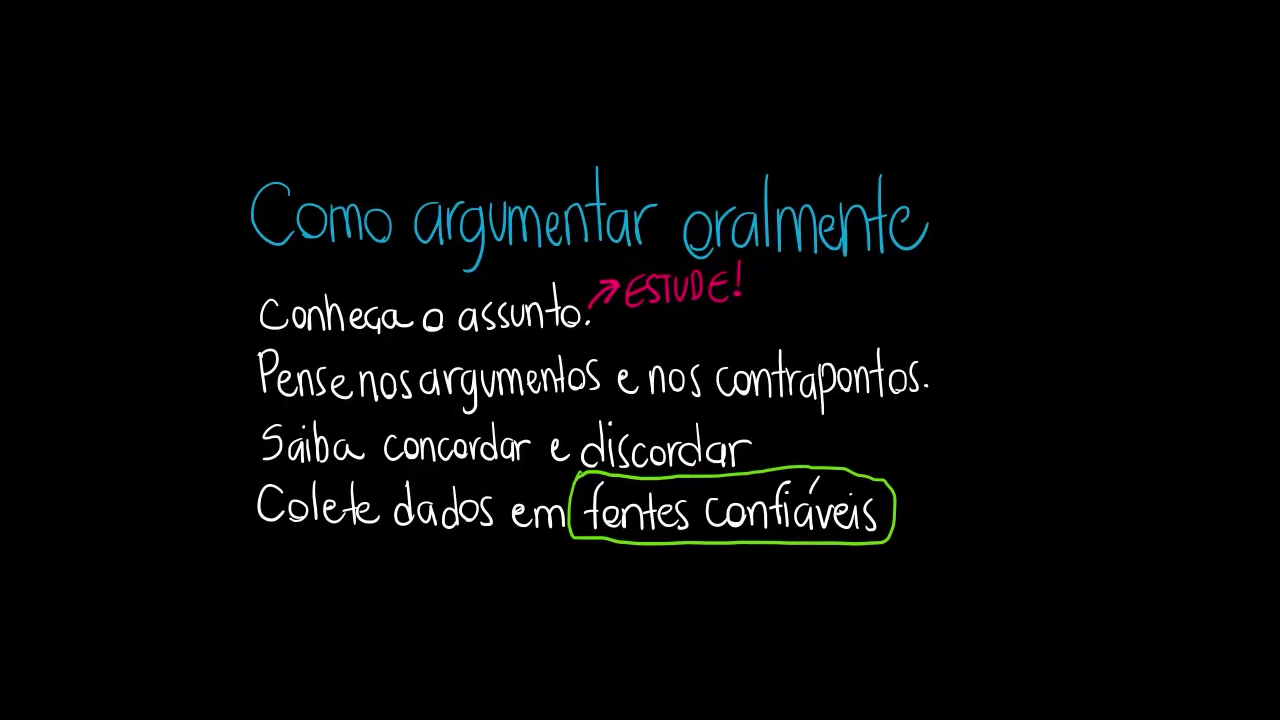 Como argumentar oralmente
Conheça o assunto. ↗ ESTUDE!
Pense nos argumentos e nos contrapontos.
Saiba concordar e discordar
Colete dados em fontes confiáveis